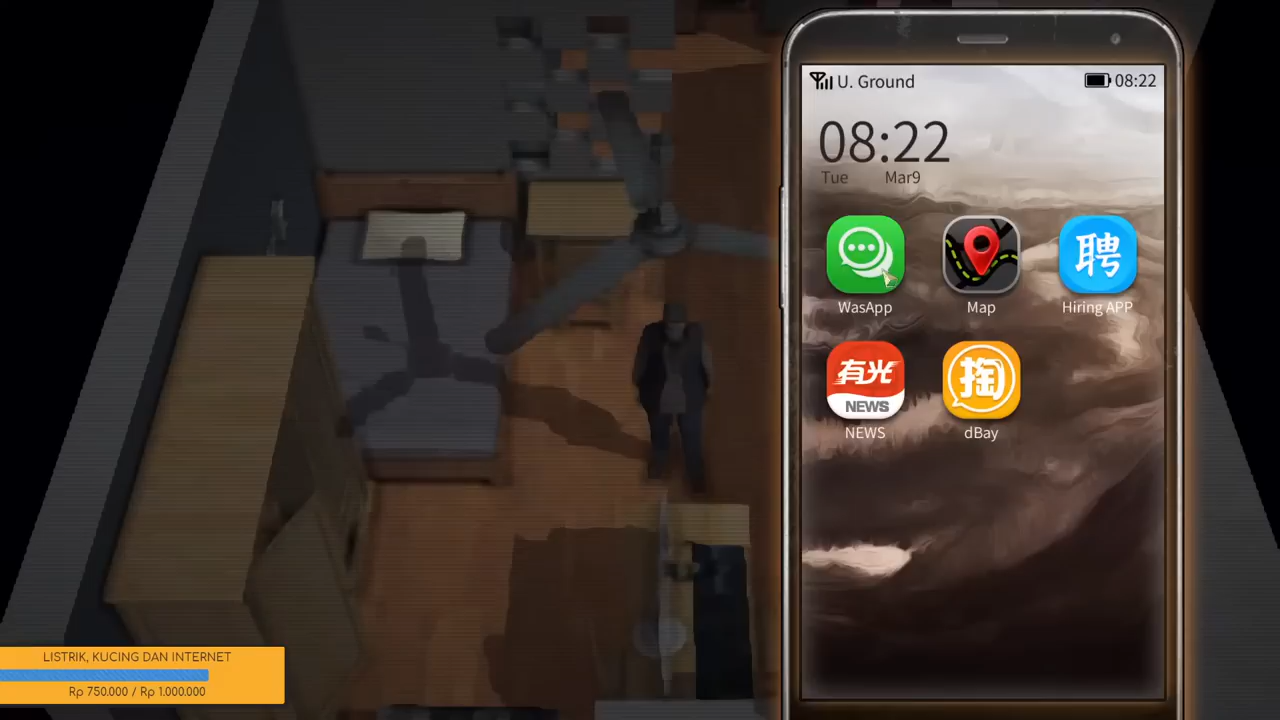 U. Ground
08:22
08:22
Tue Mar9
聘
WasApp
Map
Hiring APP
有光
NEWS
掏
NEWS
dBay
LISTRIK, KUCING DAN INTERNET
Rp 750.000 / Rp 1.000.000